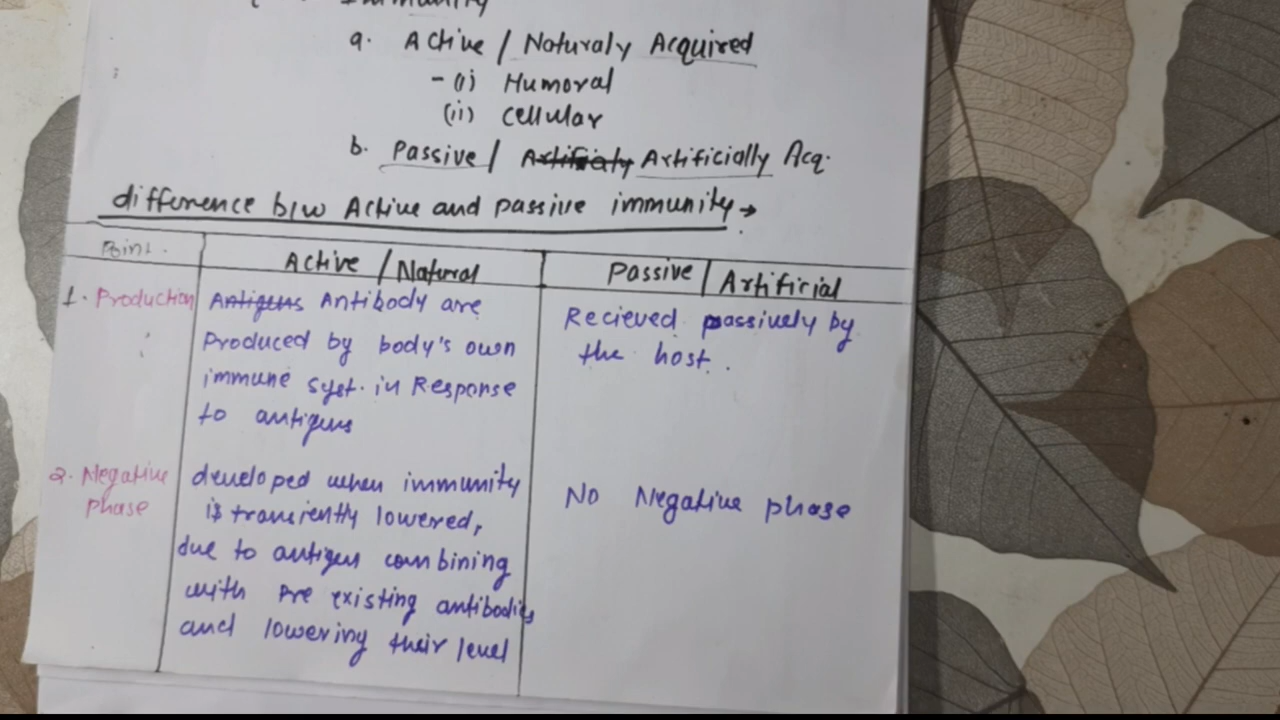 Immunity
a. Active / Naturaly Acquired
- (i) Humoral
(ii) cellular
b. Passive / Artificialy Artificially Acq.
difference b/w Active and passive immunity →
Point.
Active / Natural
Passive / Artificial
1. Production
Antigens Antibody are
Produced by body's own
immune syst. in Response
to antigens
Recieved passively by
the host.
2. Negative
phase
developed when immunity
is transiently lowered,
due to antigen combining
with Pre existing antibodies
and lowering their level
No Negative phase